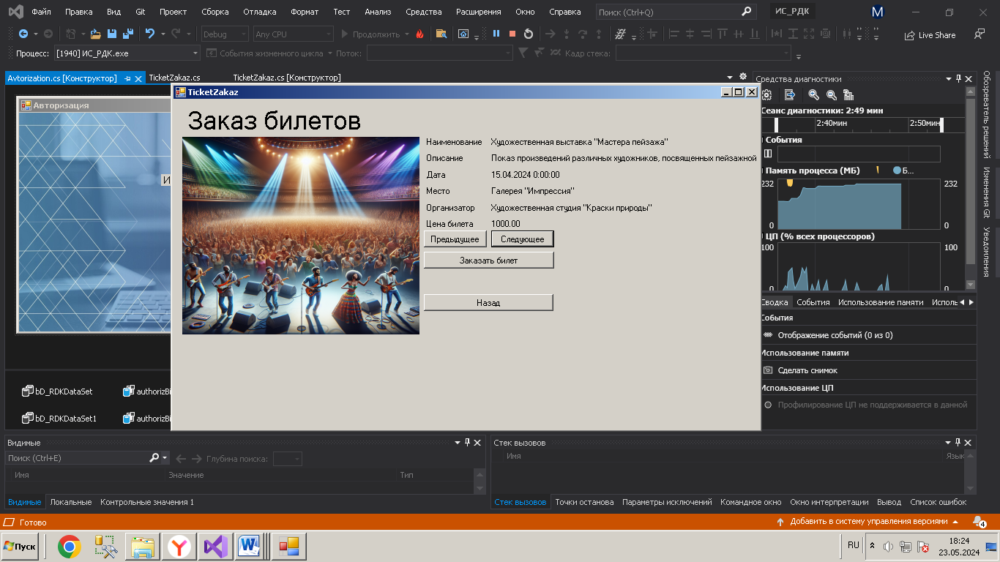 Файл Правка Вид Git Проект Сборка Отладка Формат Тест Анализ Средства Расширения Окно Справка Поиск (Ctrl+Q) ИС_РДК M
Debug Any CPU Продолжить Live Share
Процесс: [1940] ИС_РДК.exe События жизненного цикла Поток: Кадр стека:
Avtorization.cs [Конструктор] TicketZakaz.cs TicketZakaz.cs [Конструктор]
Авторизация
И
bD_RDKDataSet authorizBi
bD_RDKDataSet1 authorizBi
TicketZakaz
Заказ билетов
Наименование Художественная выставка "Мастера пейзажа"
Описание Показ произведений различных художников, посвященных пейзажной
Дата 15.04.2024 0:00:00
Место Галерея "Импрессия"
Организатор Художественная студия "Краски природы"
Цена билета 1000.00
Предыдущее Следующее
Заказать билет
Назад
Средства диагностики
Сеанс диагностики: 2:49 мин
2:40мин 2:50мин
События
Память процесса (МБ) Б...
232 232
0 0
ЦП (% всех процессоров)
100 100
0 0
Сводка События Использование памяти Исполь
События
Отображение событий (0 из 0)
Использование памяти
Сделать снимок
Использование ЦП
Профилирование ЦП не поддерживается в данной
Обозреватель решений
Изменения Git
Уведомления
Видимые
Поиск (Ctrl+E) Глубина поиска:
Имя Значение Тип
Видимые Локальные Контрольные значения 1
Стек вызовов
Имя Язык
Стек вызовов Точки останова Параметры исключений Командное окно Окно интерпретации Вывод Список ошибок
Готово Добавить в систему управления версиями 4
Пуск RU 18:24
23.05.2024